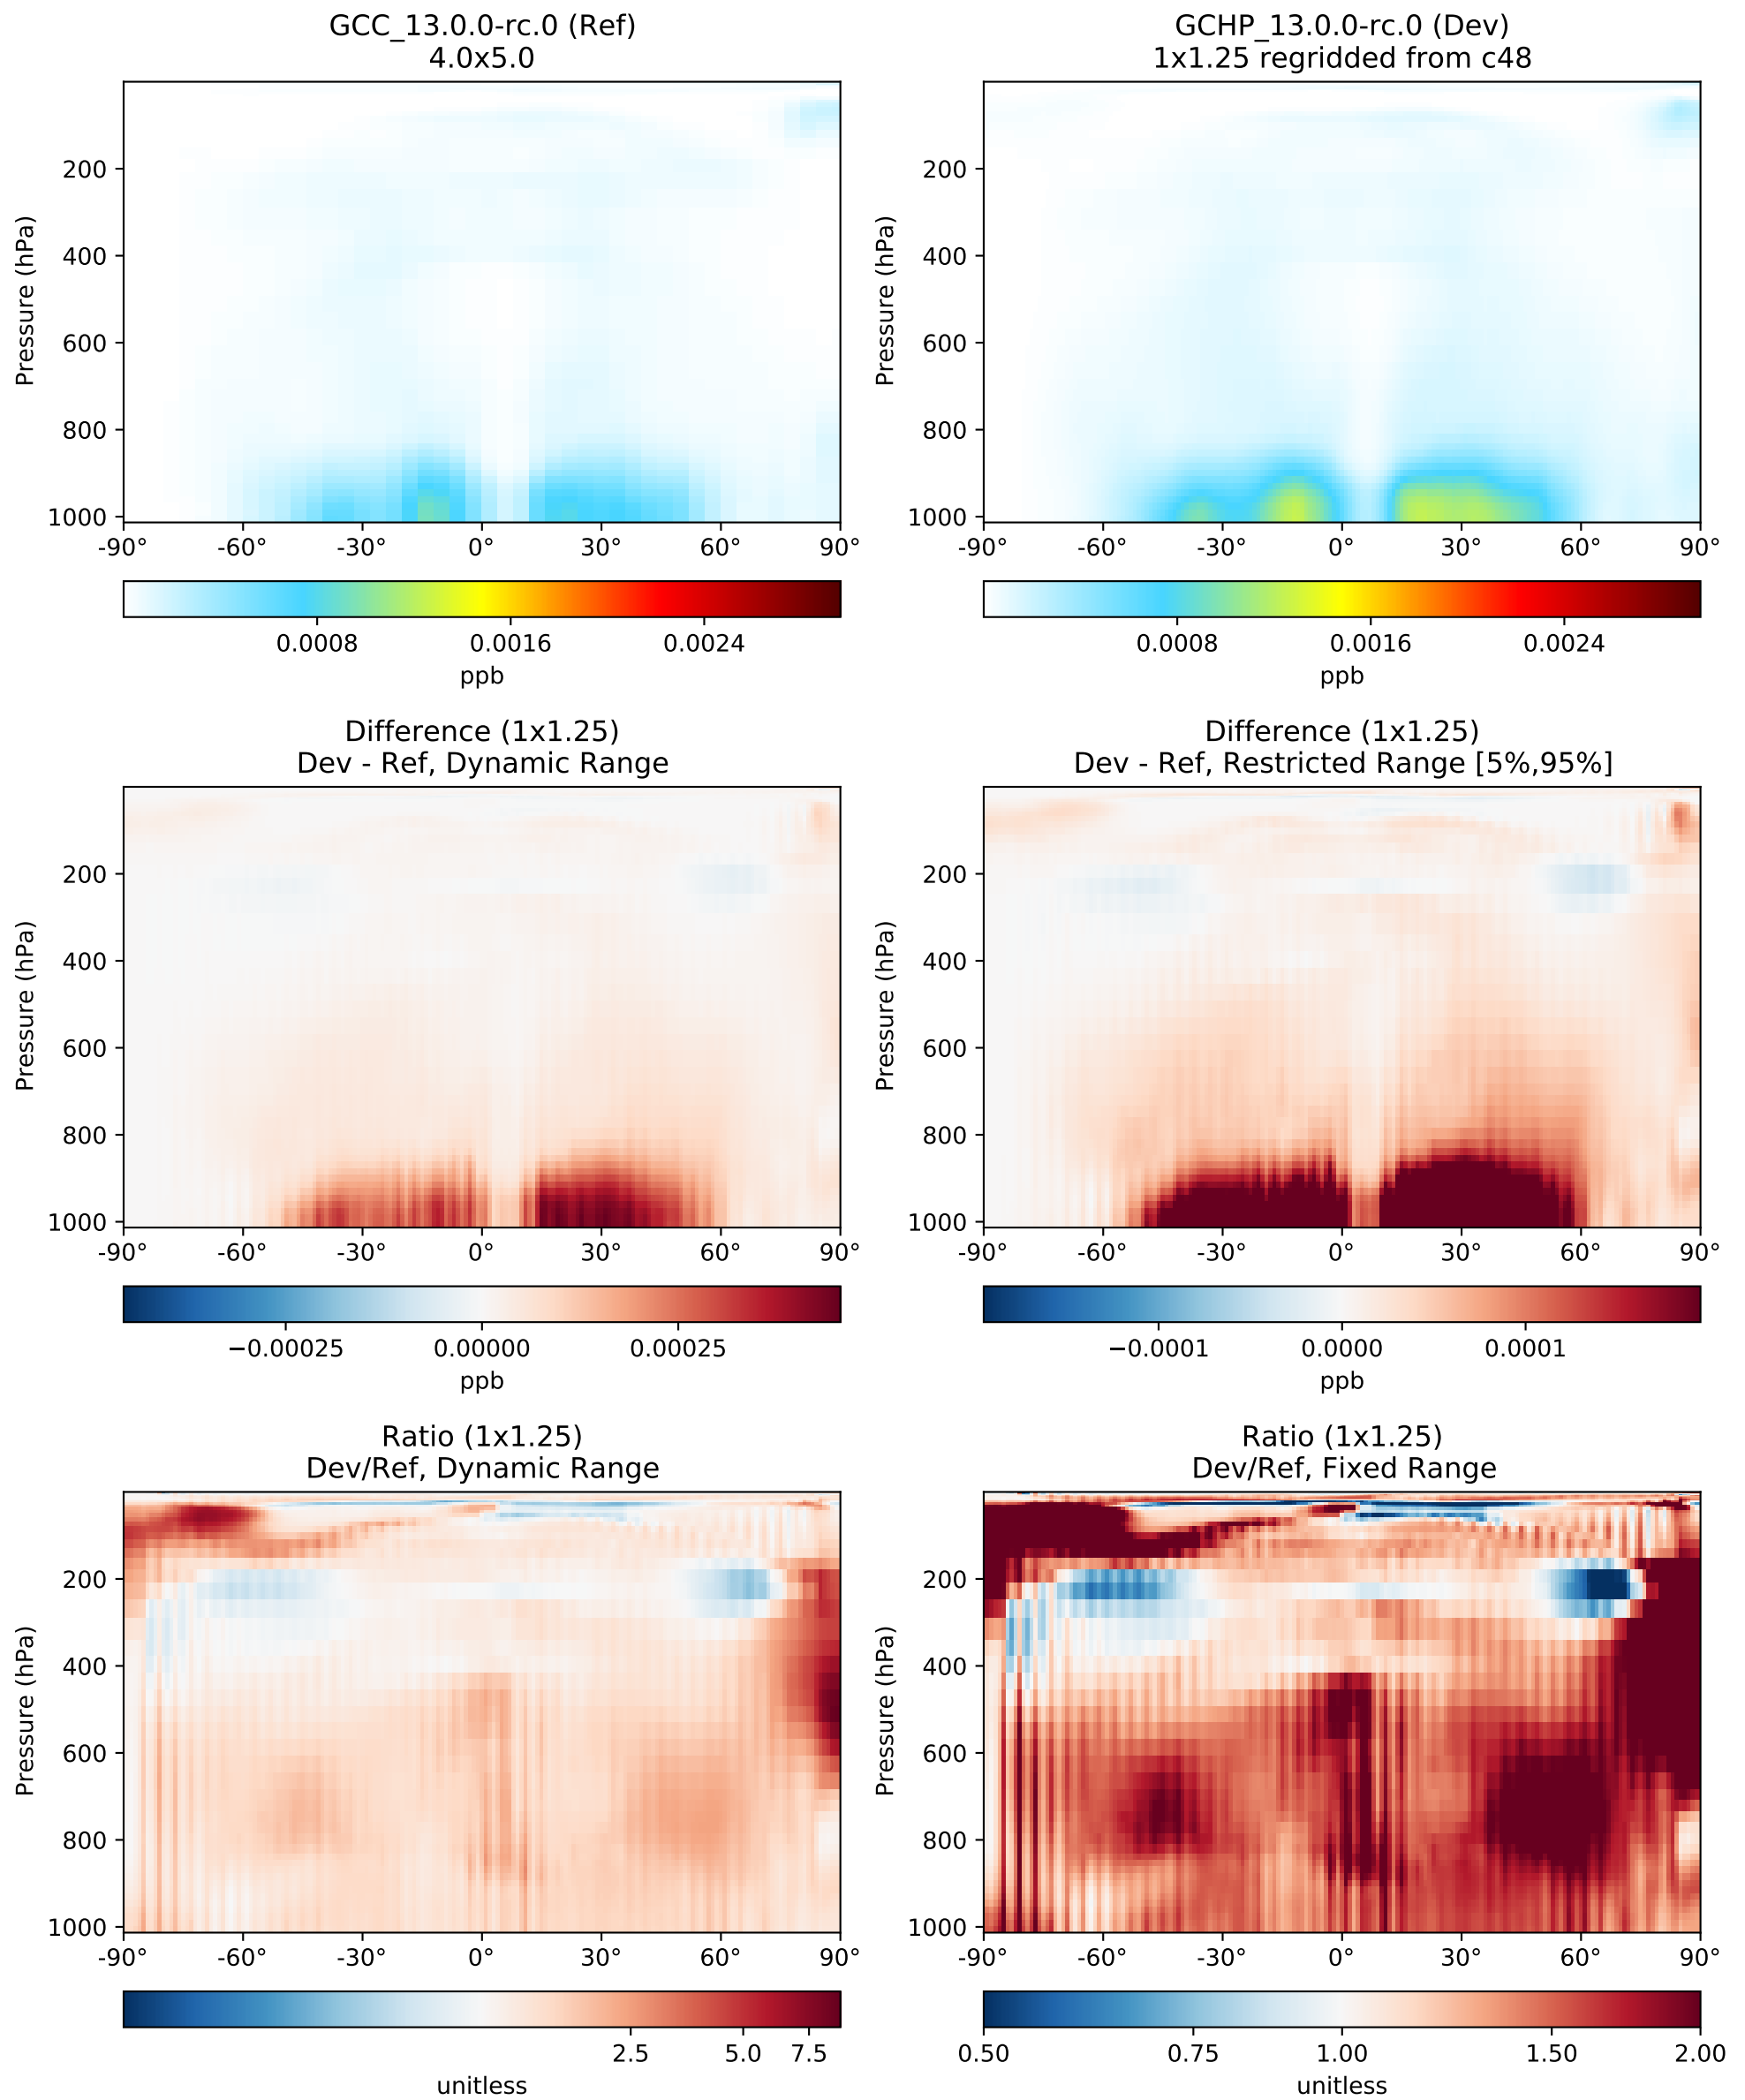 GCC_13.0.0-rc.0 (Ref)
4.0x5.0
Pressure (hPa)
200
400
600
800
1000
-90° -60° -30° 0° 30° 60° 90°
0.0008 0.0016 0.0024
ppb
GCHP_13.0.0-rc.0 (Dev)
1x1.25 regridded from c48
Pressure (hPa)
200
400
600
800
1000
-90° -60° -30° 0° 30° 60° 90°
0.0008 0.0016 0.0024
ppb
Difference (1x1.25)
Dev - Ref, Dynamic Range
Pressure (hPa)
200
400
600
800
1000
-90° -60° -30° 0° 30° 60° 90°
−0.00025 0.00000 0.00025
ppb
Difference (1x1.25)
Dev - Ref, Restricted Range [5%,95%]
Pressure (hPa)
200
400
600
800
1000
-90° -60° -30° 0° 30° 60° 90°
−0.0001 0.0000 0.0001
ppb
Ratio (1x1.25)
Dev/Ref, Dynamic Range
Pressure (hPa)
200
400
600
800
1000
-90° -60° -30° 0° 30° 60° 90°
2.5 5.0 7.5
unitless
Ratio (1x1.25)
Dev/Ref, Fixed Range
Pressure (hPa)
200
400
600
800
1000
-90° -60° -30° 0° 30° 60° 90°
0.50 0.75 1.00 1.50 2.00
unitless